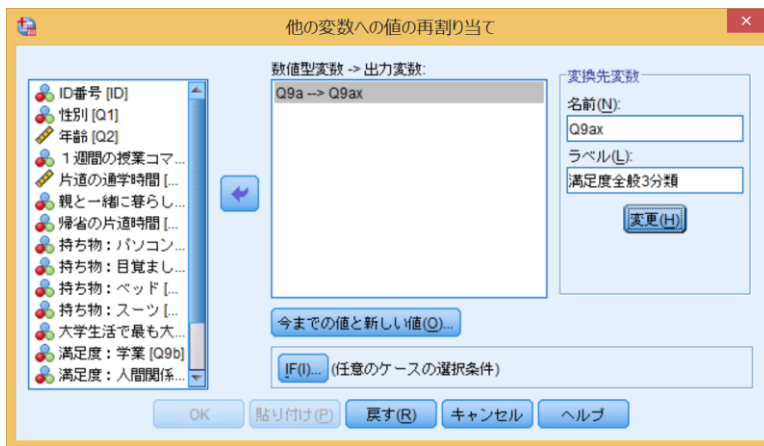 他の変数への値の再割り当て
ID番号 [ID]
性別 [Q1]
年齢 [Q2]
1週間の授業コマ...
片道の通学時間 [...
親と一緒に暮らし...
帰省の片道時間 [...
持ち物：パソコン...
持ち物：目覚まし...
持ち物：ベッド [...
持ち物：スーツ [...
大学生活で最も大...
満足度：学業 [Q9b]
満足度：人間関係...
数値型変数 -> 出力変数:
Q9a --> Q9ax
変換先変数
名前(N):
Q9ax
ラベル(L):
満足度全般3分類
変更(H)
今までの値と新しい値(O)...
IF(I)... (任意のケースの選択条件)
OK 貼り付け(P) 戻す(R) キャンセル ヘルプ